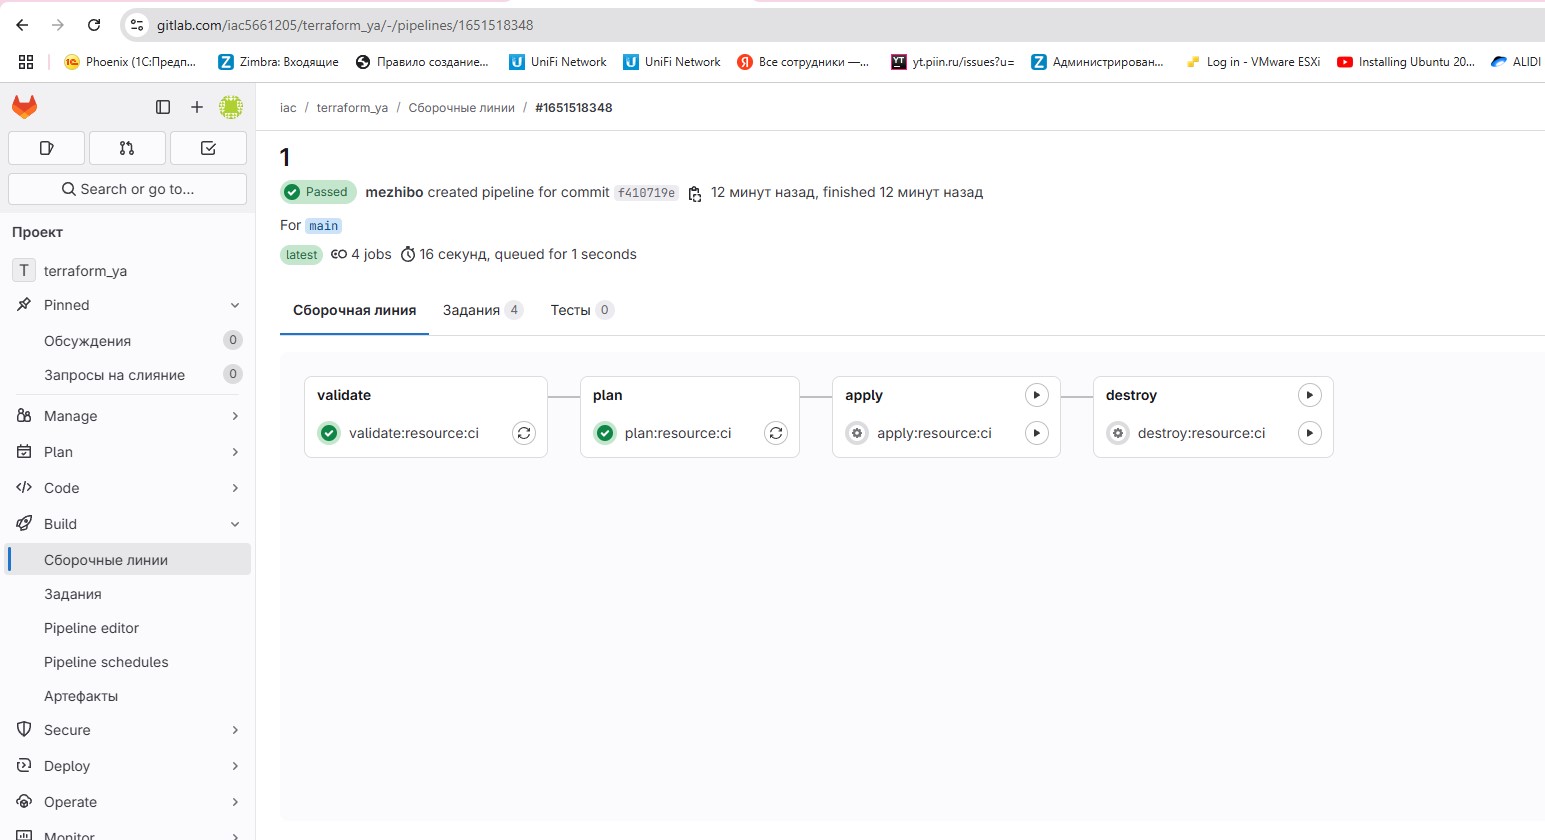 gitlab.com/iac5661205/terraform_ya/-/pipelines/1651518348
Phoenix (1С:Предп... Zimbra: Входящие Правило создание... UniFi Network UniFi Network Все сотрудники —... yt.piin.ru/issues?u= Администрирован... Log in - VMware ESXi Installing Ubuntu 20... ALIDI
iac / terraform_ya / Сборочные линии / #1651518348
1
Passed mezhibo created pipeline for commit f410719e 12 минут назад, finished 12 минут назад
For main
latest 4 jobs 16 секунд, queued for 1 seconds
Сборочная линия Задания 4 Тесты 0
validate plan apply destroy
validate:resource:ci plan:resource:ci apply:resource:ci destroy:resource:ci
Search or go to...
Проект
T terraform_ya
Pinned
Обсуждения 0
Запросы на слияние 0
Manage
Plan
Code
Build
Сборочные линии
Задания
Pipeline editor
Pipeline schedules
Артефакты
Secure
Deploy
Operate
Monitor